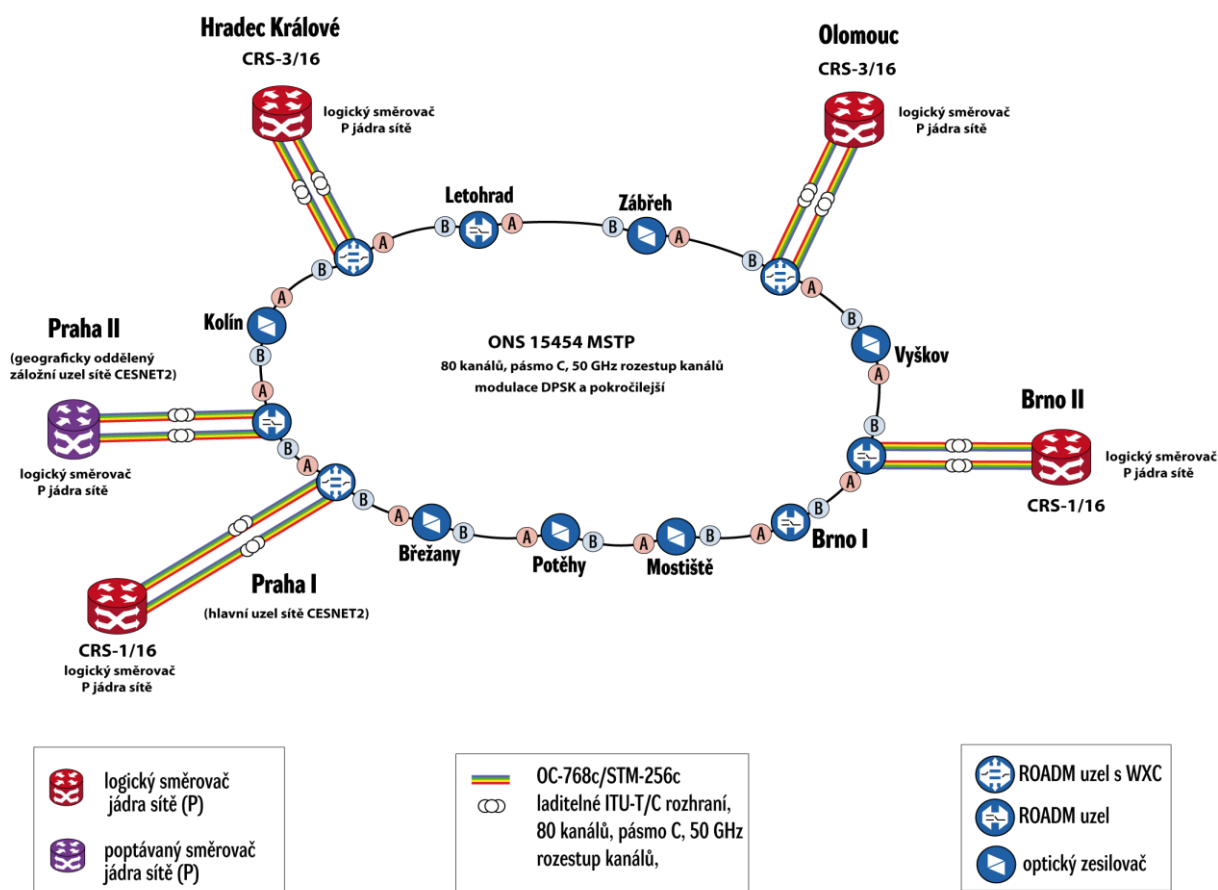 Hradec Králové
CRS-3/16
logický směrovač
P jádra sítě
Olomouc
CRS-3/16
logický směrovač
P jádra sítě
Letohrad
B
A
Zábřeh
B
A
A
B
B
A
A
Kolín
B
B
Vyškov
A
Praha II
(geograficky oddělený
záložní uzel sítě CESNET2)
logický směrovač
P jádra sítě
ONS 15454 MSTP
80 kanálů, pásmo C, 50 GHz rozestup kanálů
modulace DPSK a pokročilejší
A
B
A
B
Brno II
logický směrovač
P jádra sítě
CRS-1/16
B
A
A
B
Břežany
A
B
Potěhy
A
B
Mostiště
A
B
Brno I
Praha I
(hlavní uzel sítě CESNET2)
CRS-1/16
logický směrovač
P jádra sítě
logický směrovač
jádra sítě (P)
poptávaný směrovač
jádra sítě (P)
OC-768c/STM-256c
laditelné ITU-T/C rozhraní,
80 kanálů, pásmo C, 50 GHz
rozestup kanálů,
ROADM uzel s WXC
ROADM uzel
optický zesilovač